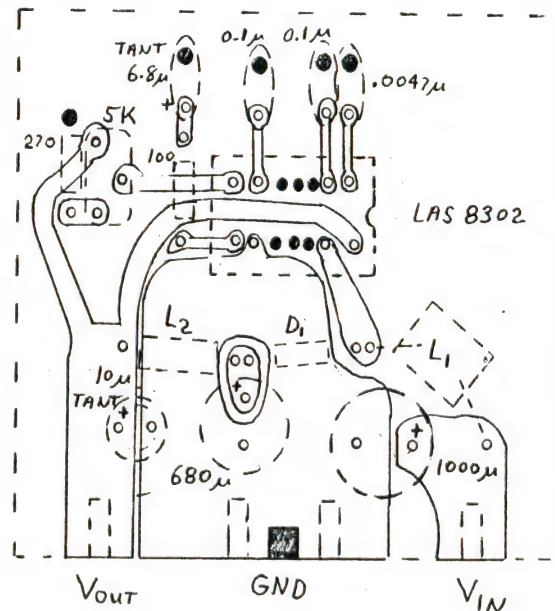 TANT 0.1µ 0.1µ
6.8µ .0047µ
+
5K
270 100
LAS 8302
L2 D1 L1
10µ
TANT + + +
680µ 1000µ
VOUT GND VIN